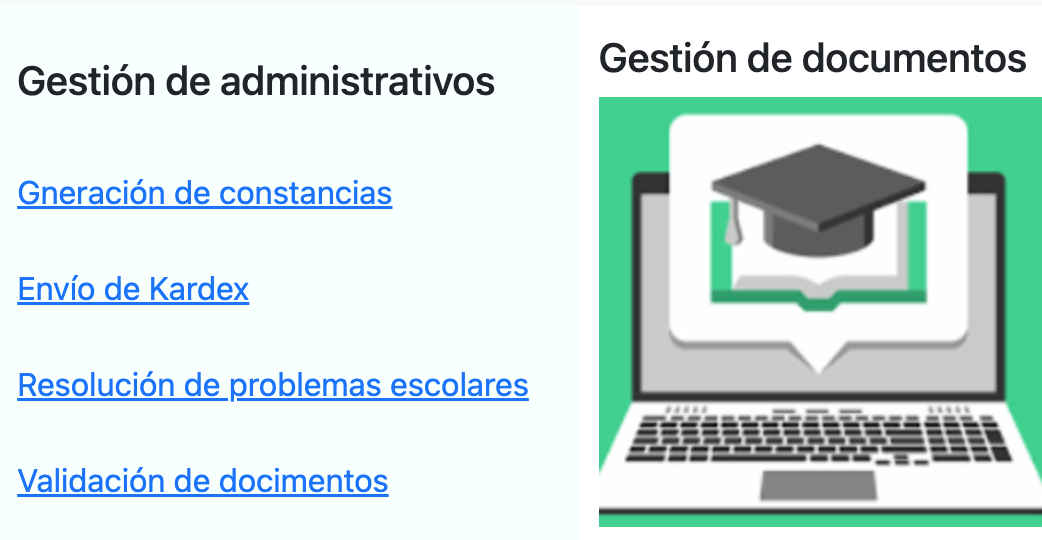 Gestión de administrativos
Gneración de constancias
Envío de Kardex
Resolución de problemas escolares
Validación de docimentos
Gestión de documentos